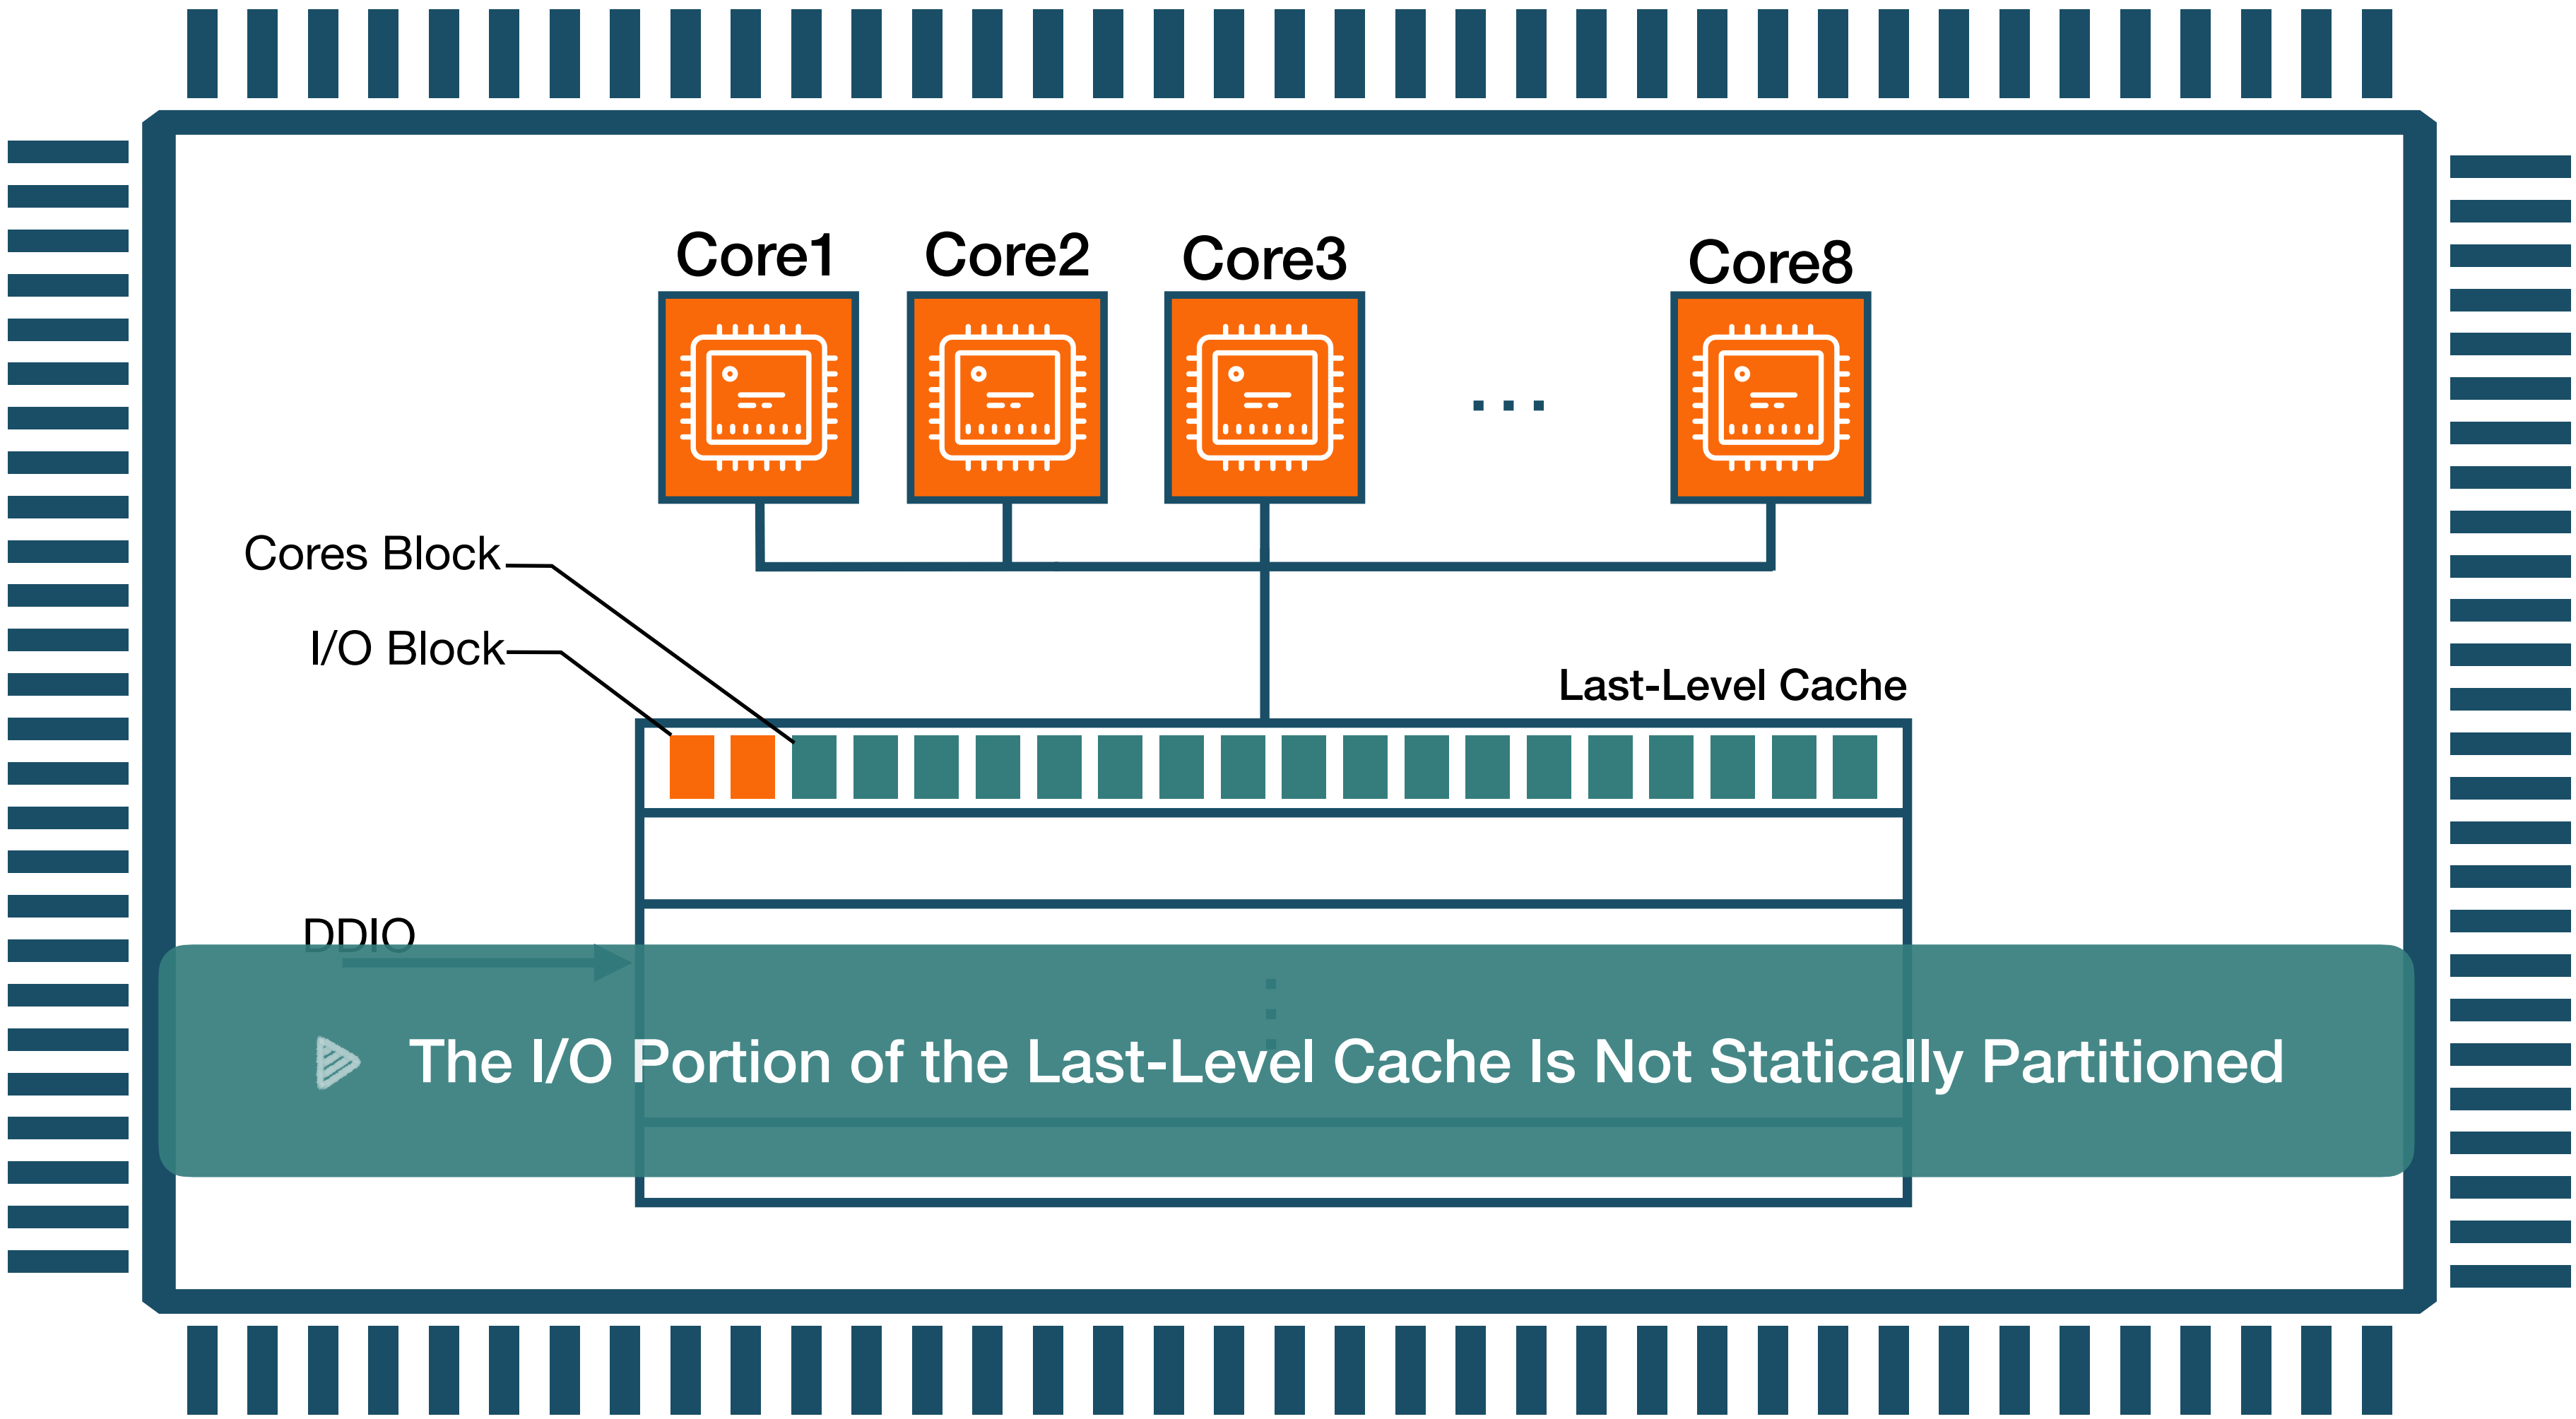 Core1
Core2
Core3
Core8
...
Cores Block
I/O Block
Last-Level Cache
DDIO
The I/O Portion of the Last-Level Cache Is Not Statically Partitioned